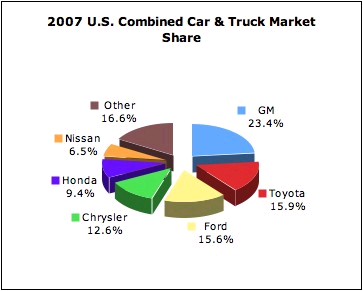 2007 U.S. Combined Car & Truck Market
Share
Other
16.6%
GM
23.4%
Nissan
6.5%
Honda
9.4%
Toyota
15.9%
Chrysler
12.6%
Ford
15.6%